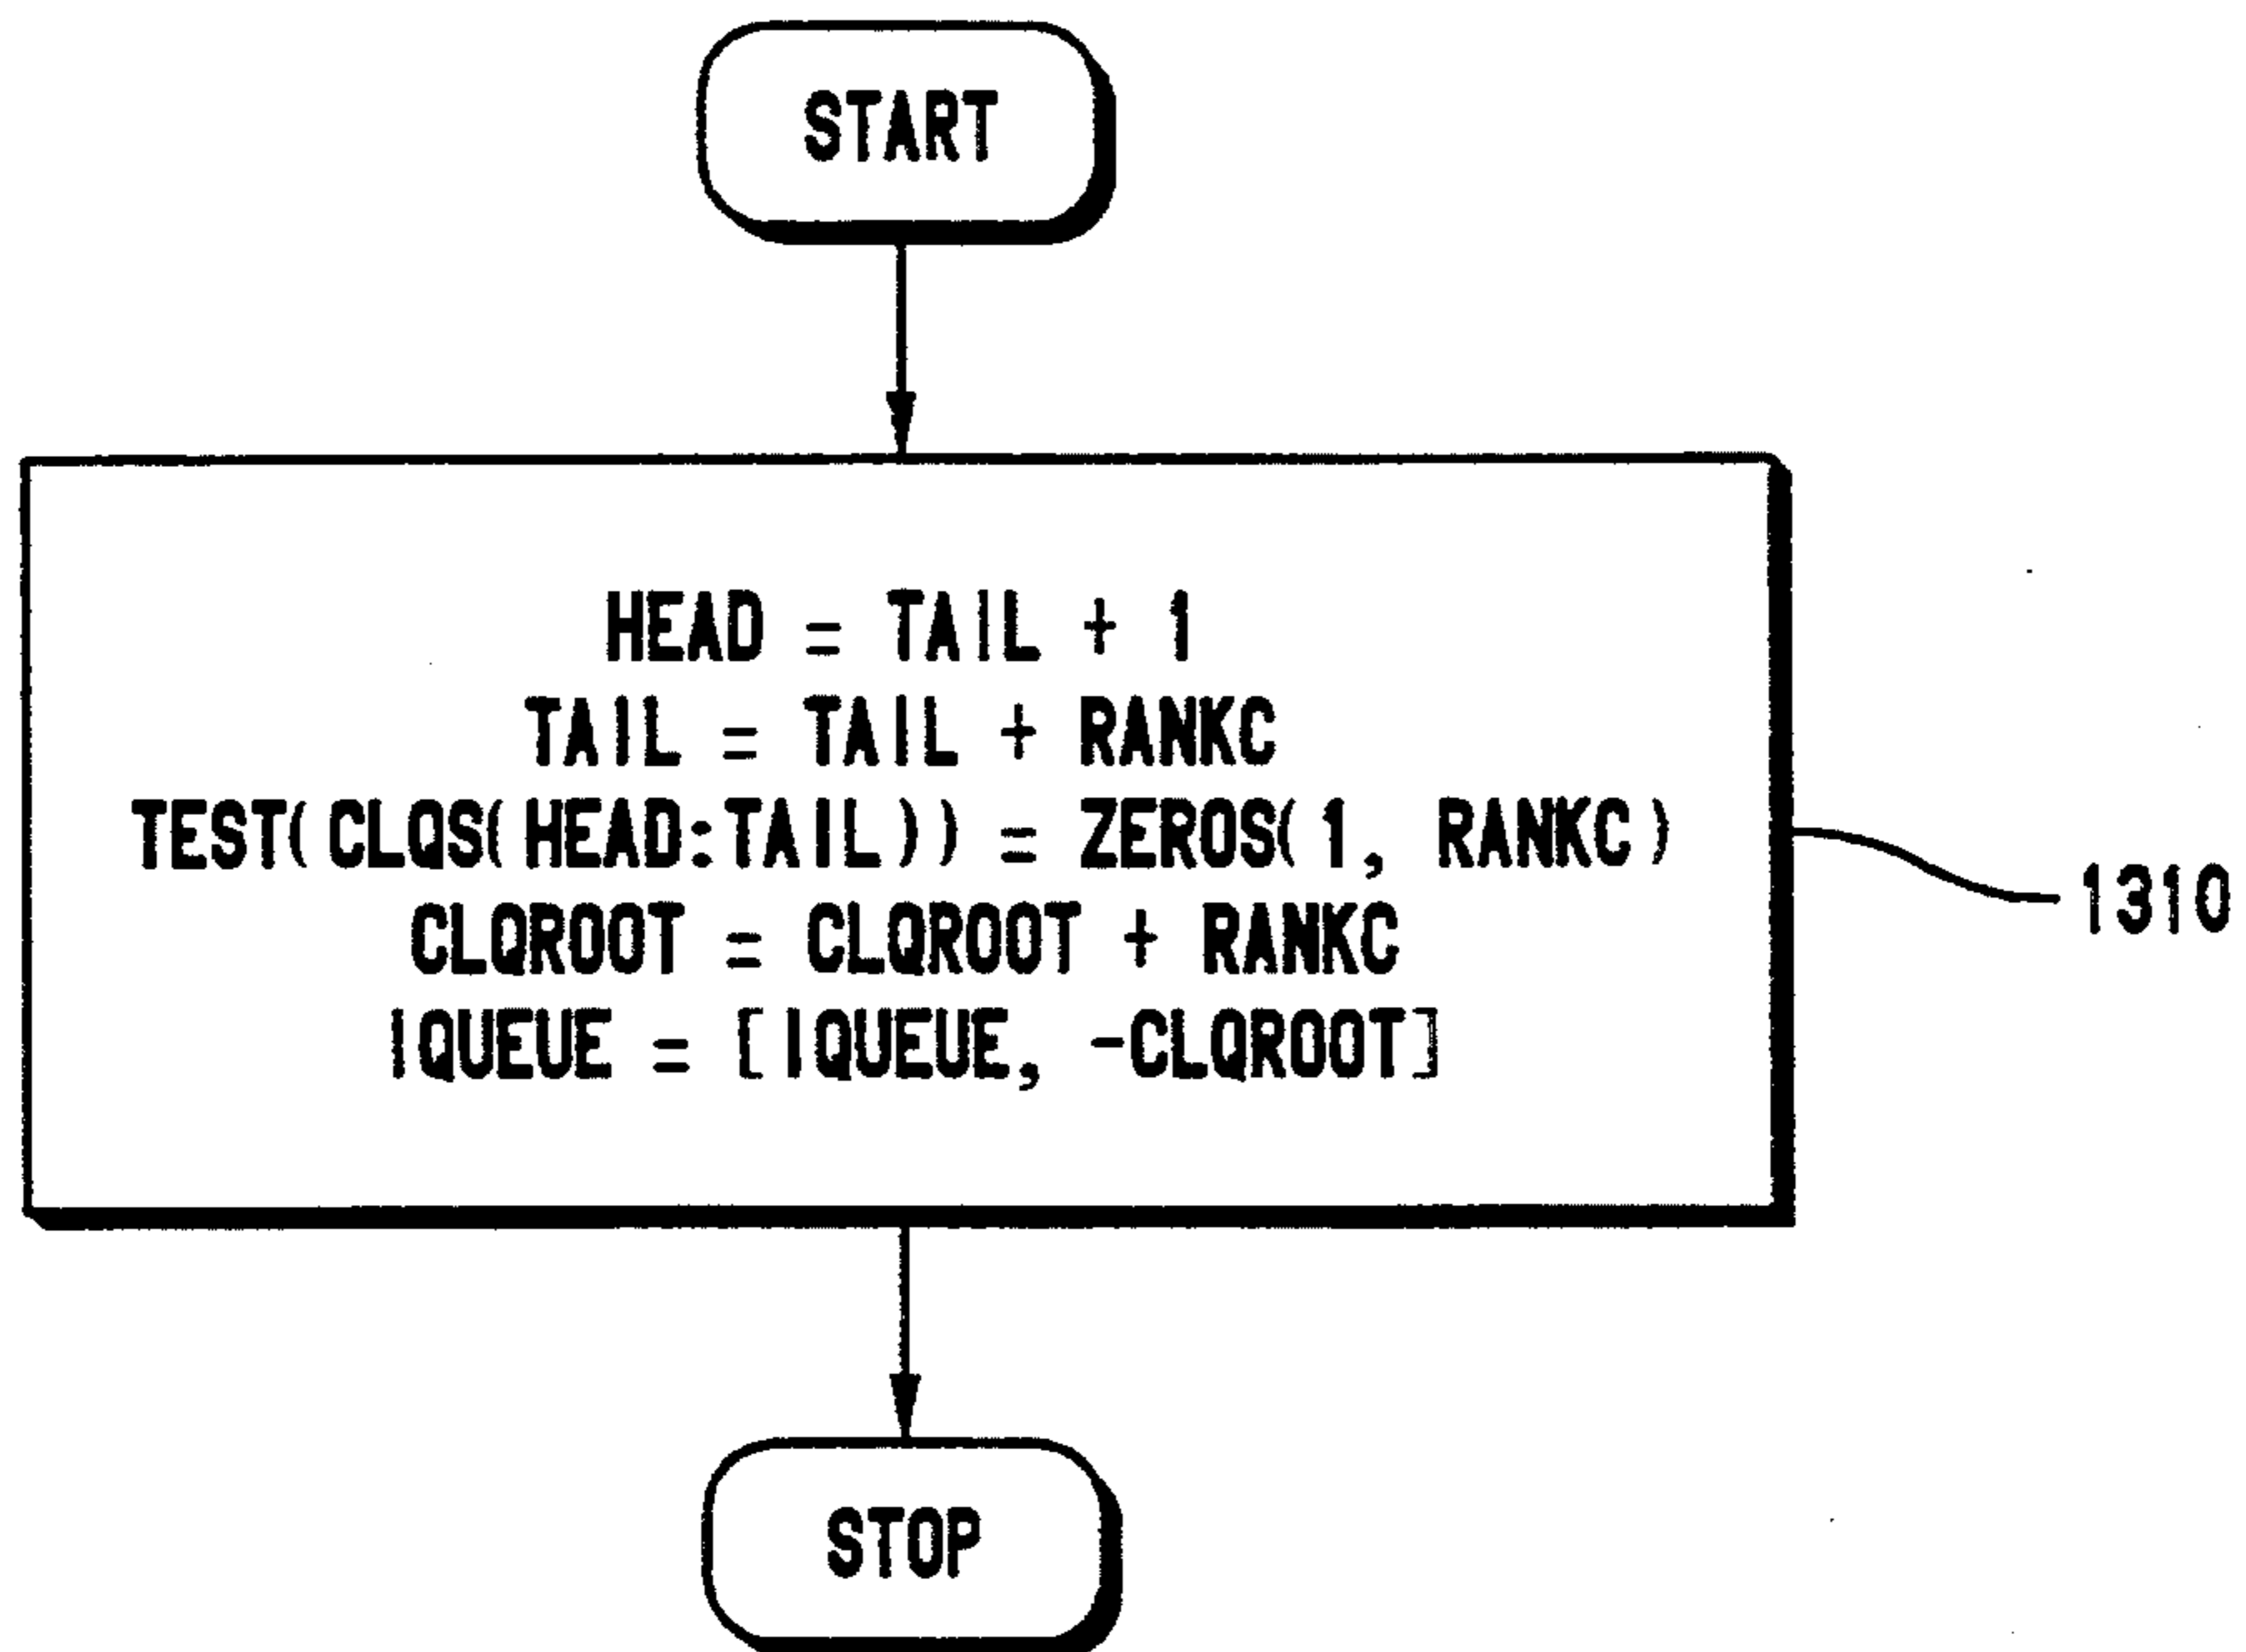 START
HEAD = TAIL + 1
TAIL = TAIL + RANKC
TEST(CLQS(HEAD:TAIL)) = ZEROS(1, RANKC)
CLQROOT = CLQROOT + RANKC
IQUEUE = [IQUEUE, -CLQROOT]
1310
STOP